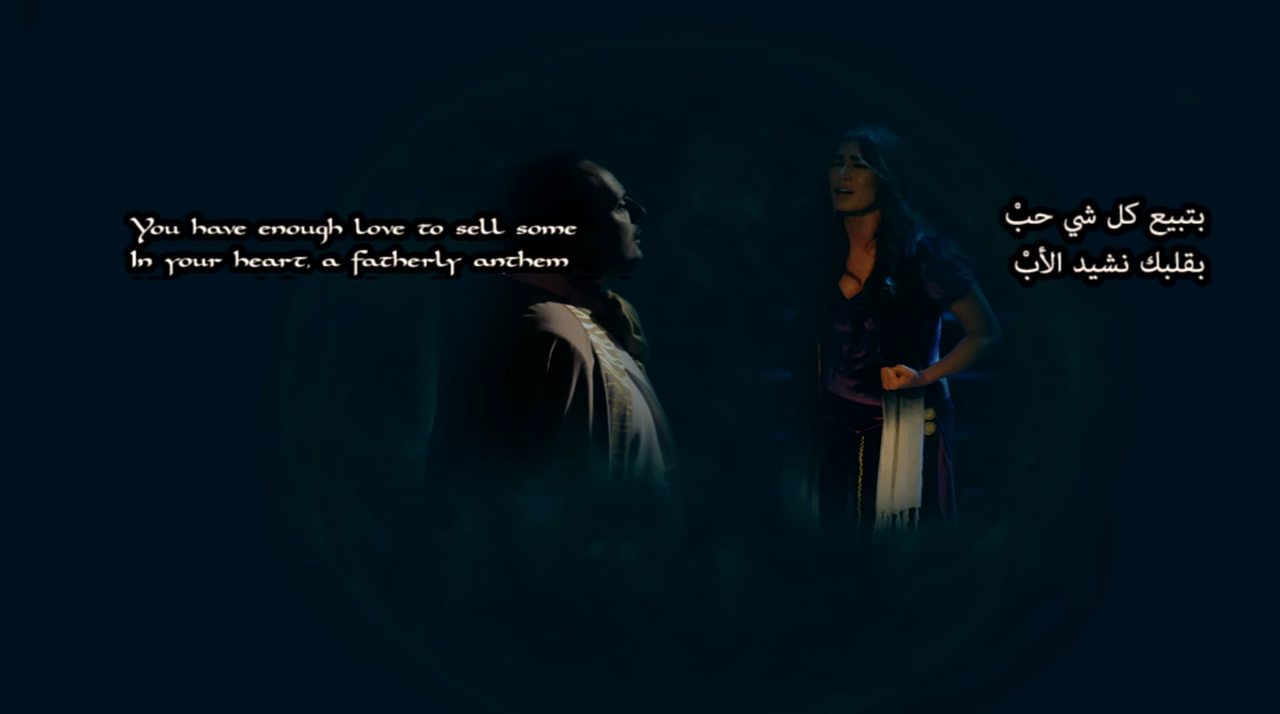 You have enough love to sell some
In your heart, a fatherly anthem
بتبيع كل شي حبْ
بقلبك نشيد الأبْ